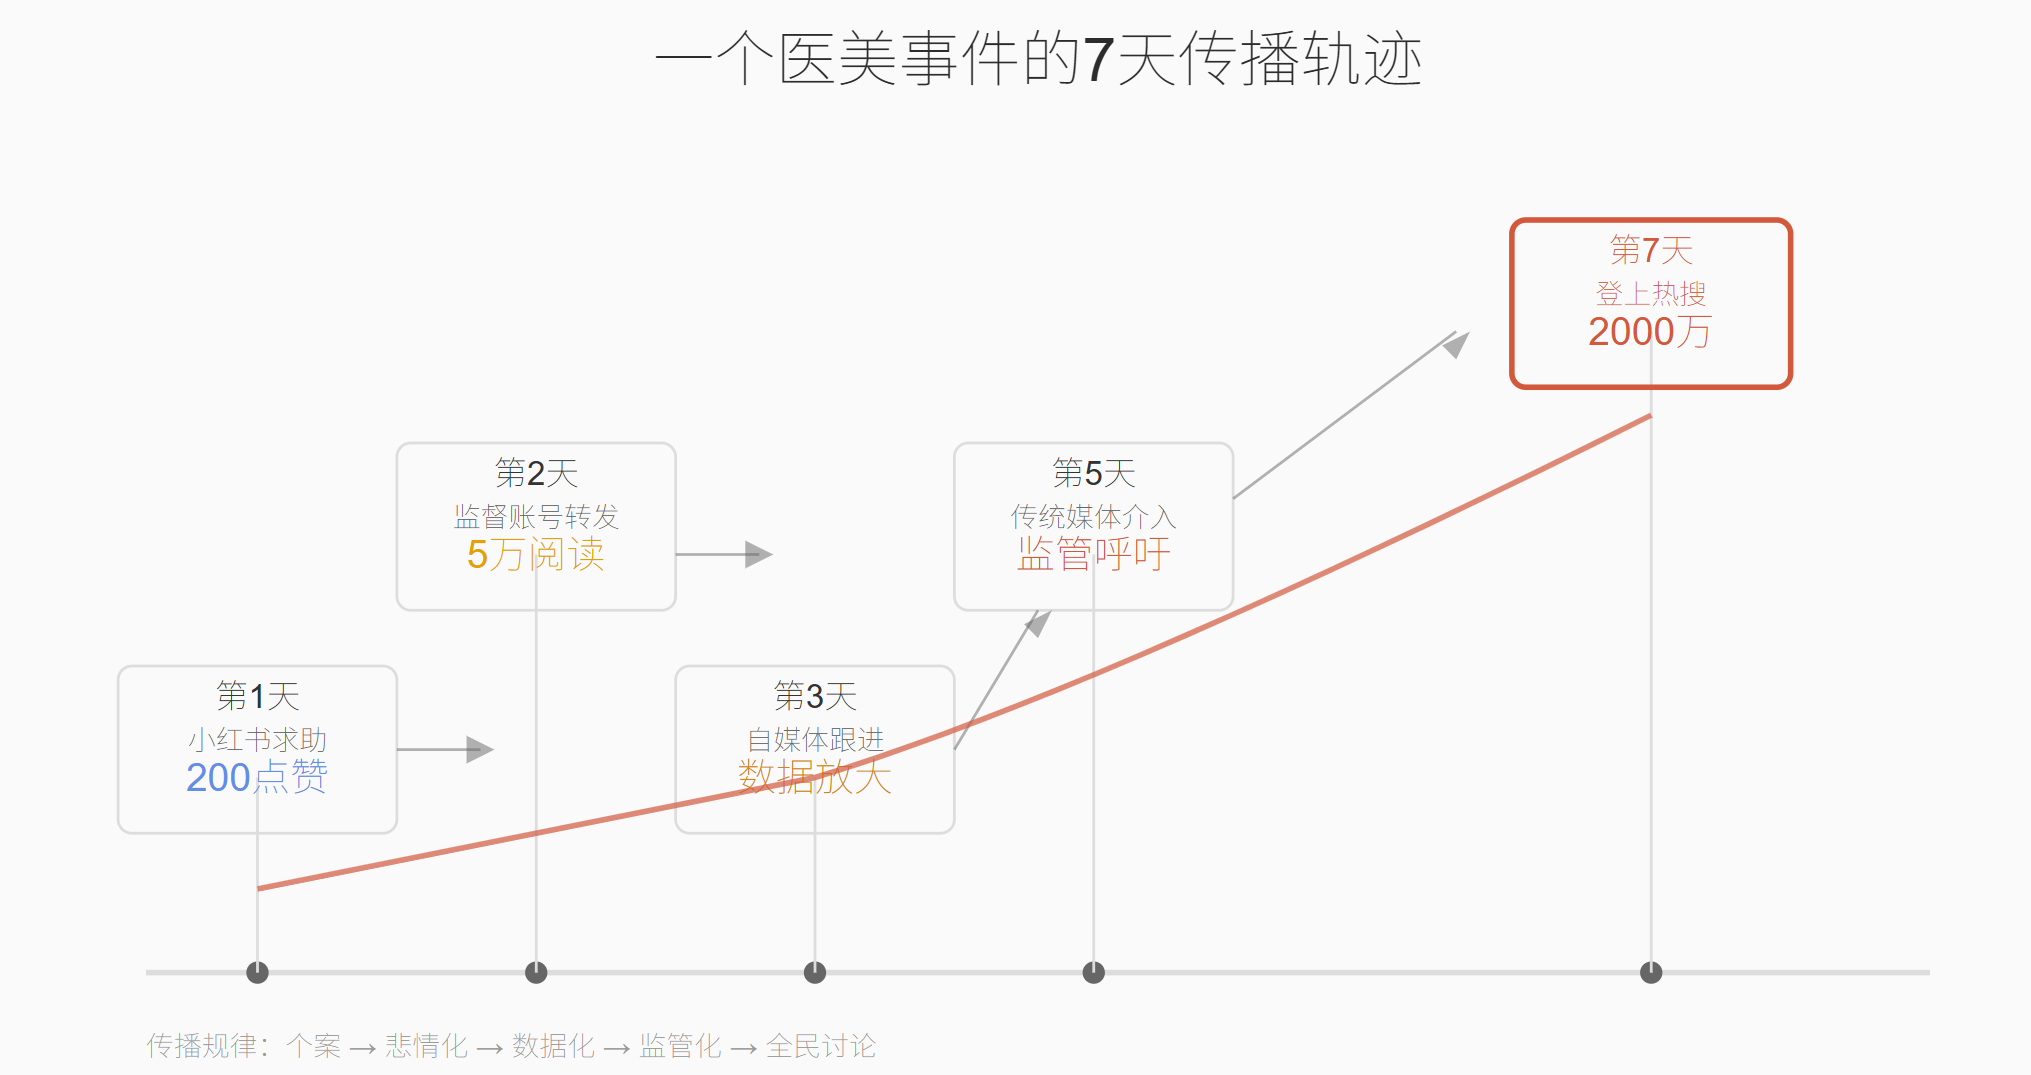 一个医美事件的7天传播轨迹
第1天
小红书求助
200点赞
第2天
监督账号转发
5万阅读
第3天
自媒体跟进
数据放大
第5天
传统媒体介入
监管呼吁
第7天
登上热搜
2000万
传播规律：个案 → 悲情化 → 数据化 → 监管化 → 全民讨论